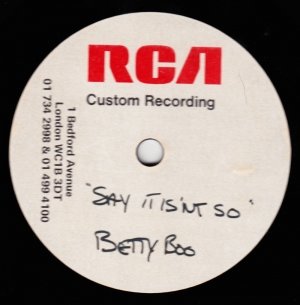 RCA
Custom Recording
1 Bedford Avenue
London WC1B 3DT
01 734 2998 & 01 499 4100
"SAY IT IS'NT SO"
BETTY BOO